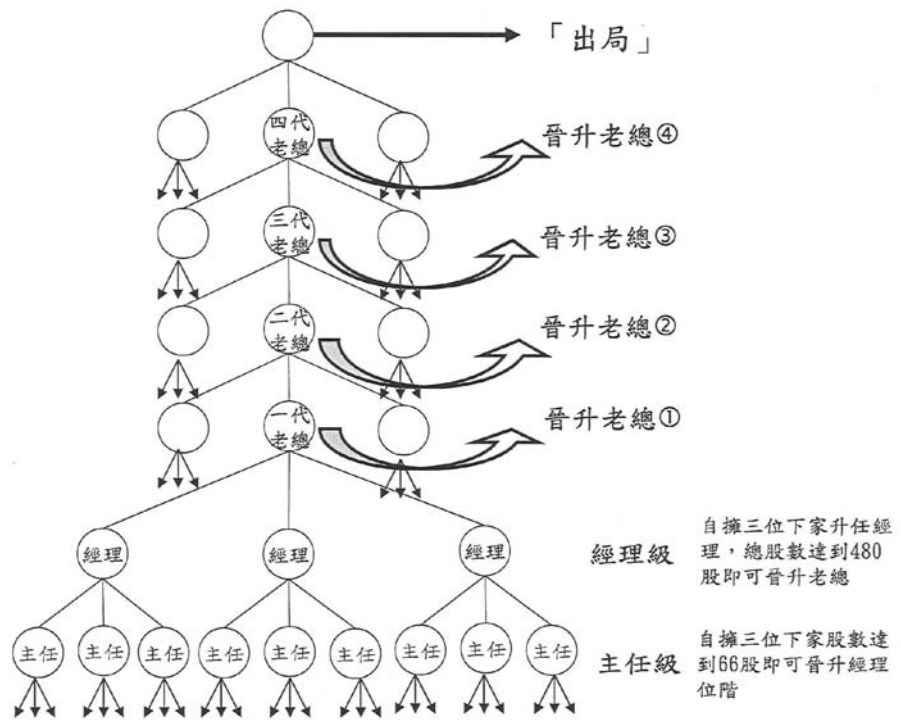 「出局」
四代
老總
晉升老總④
三代
老總
晉升老總③
二代
老總
晉升老總②
一代
老總
晉升老總①
經理
經理
經理
經理級
自擁三位下家升任經
理，總股數達到480
股即可晉升老總
主任
主任
主任
主任
主任
主任
主任
主任
主任
主任級
自擁三位下家股數達
到66股即可晉升經理
位階